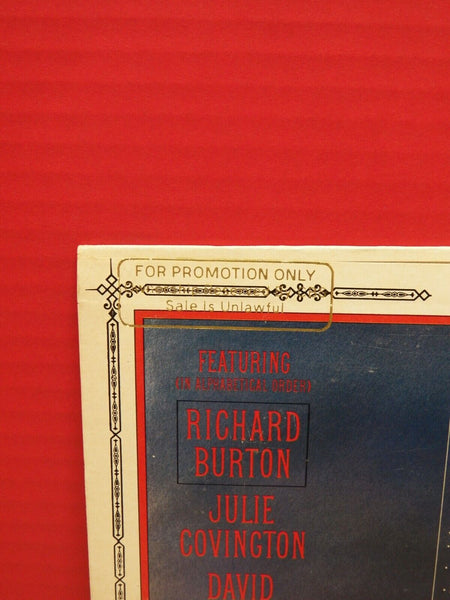 FOR PROMOTION ONLY
Sale is Unlawful
FEATURING
(IN ALPHABETICAL ORDER)
RICHARD
BURTON
JULIE
COVINGTON
DAVID